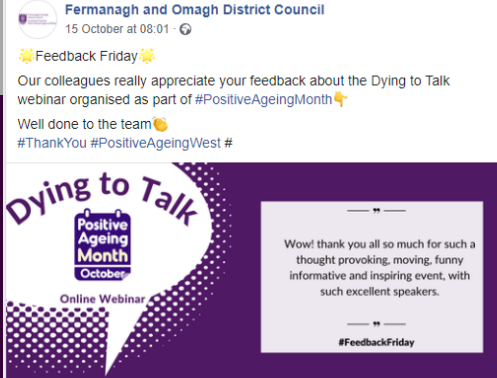 Fermanagh and Omagh District Council
15 October at 08:01 ·
🌟Feedback Friday🌟
Our colleagues really appreciate your feedback about the Dying to Talk
webinar organised as part of #PositiveAgeingMonth👇
Well done to the team👏
#ThankYou #PositiveAgeingWest #
Dying to Talk
Positive
Ageing
Month
October
Online Webinar
”
Wow! thank you all so much for such a
thought provoking, moving, funny
informative and inspiring event, with
such excellent speakers.
”
#FeedbackFriday